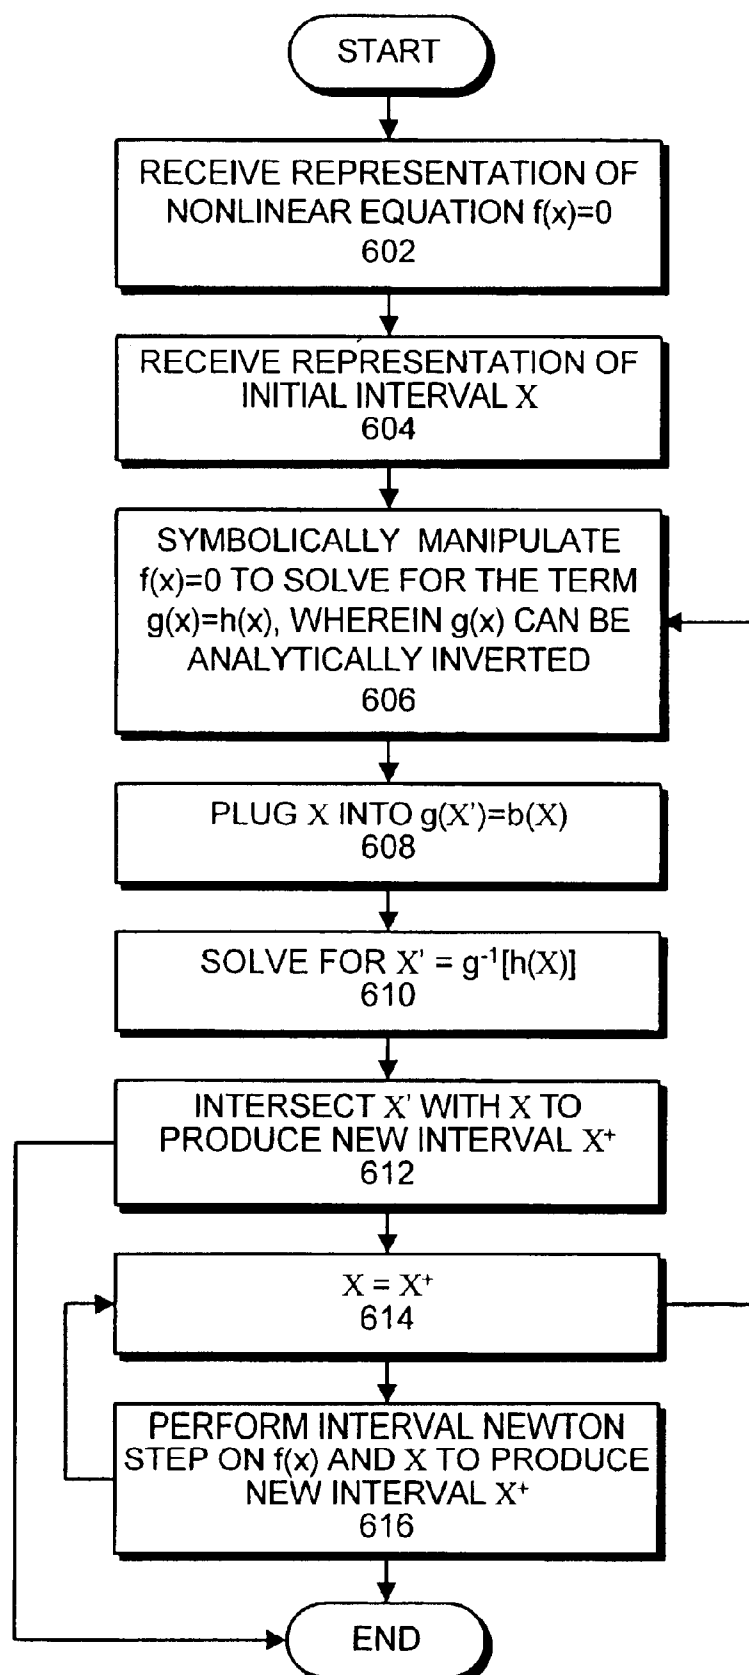 START
RECEIVE REPRESENTATION OF
NONLINEAR EQUATION f(x)=0
602
RECEIVE REPRESENTATION OF
INITIAL INTERVAL X
604
SYMBOLICALLY MANIPULATE
f(x)=0 TO SOLVE FOR THE TERM
g(x)=h(x), WHEREIN g(x) CAN BE
ANALYTICALLY INVERTED
606
PLUG X INTO g(X')=b(X)
608
SOLVE FOR X' = g⁻¹[h(X)]
610
INTERSECT X' WITH X TO
PRODUCE NEW INTERVAL X⁺
612
X = X⁺
614
PERFORM INTERVAL NEWTON
STEP ON f(x) AND X TO PRODUCE
NEW INTERVAL X⁺
616
END